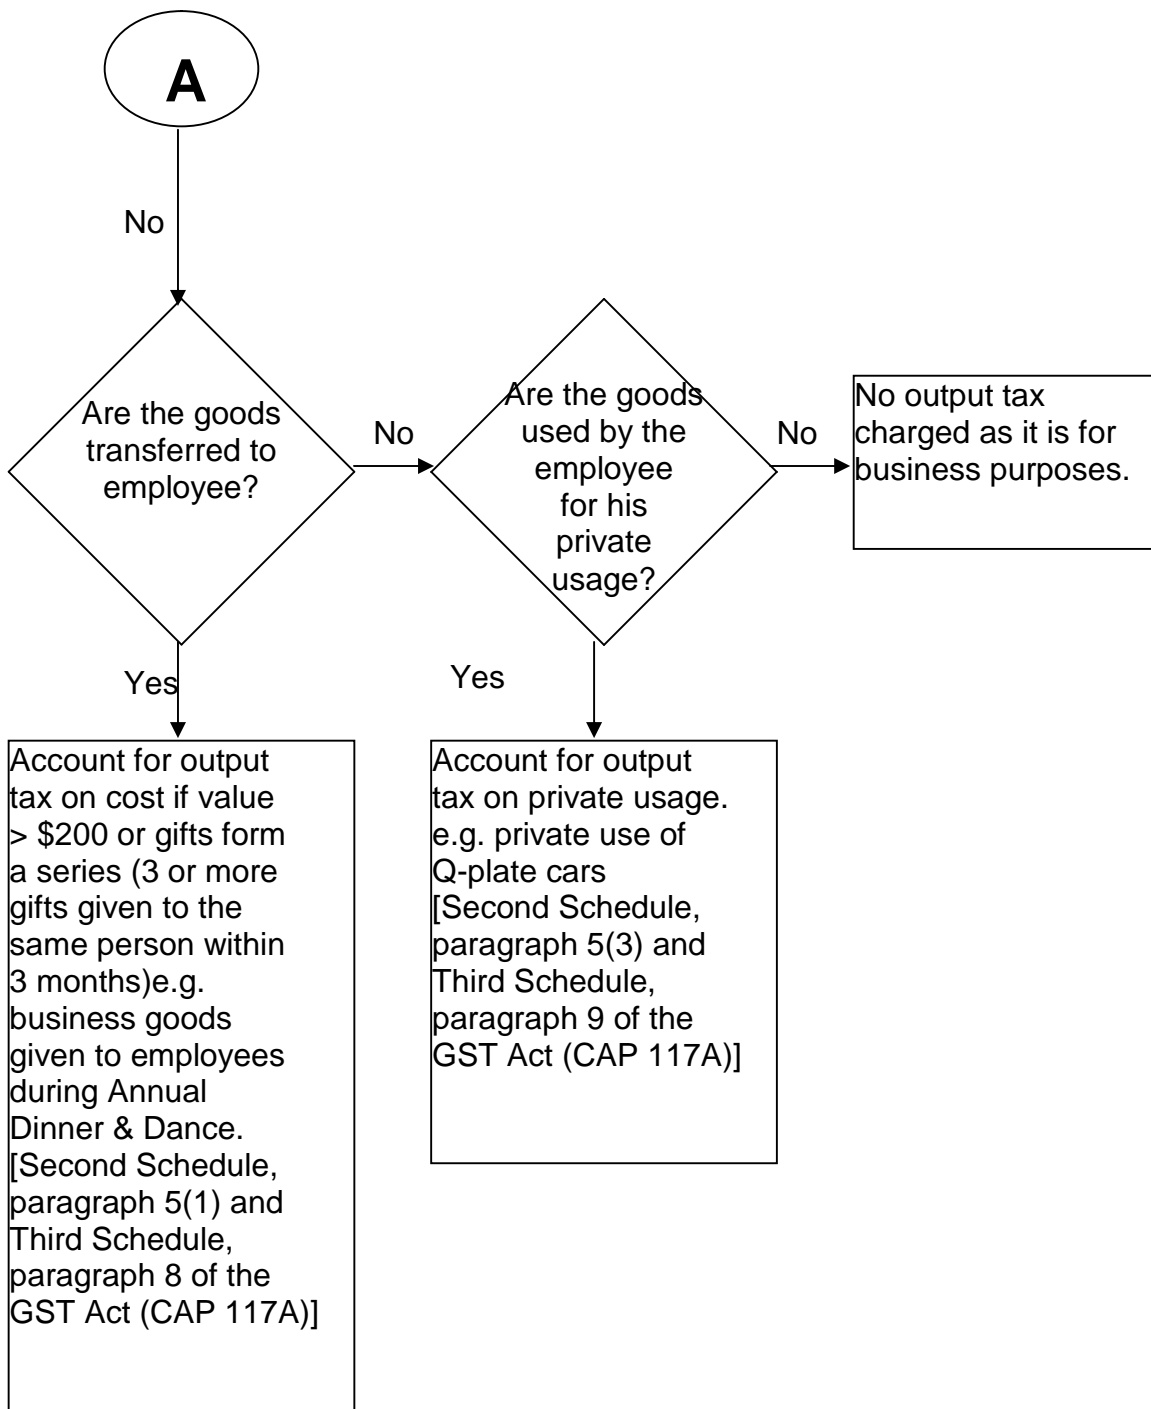 A
No
Are the goods
transferred to
employee?
No
Are the goods
used by the
employee
for his
private
usage?
No
No output tax
charged as it is for
business purposes.
Yes
Yes
Account for output
tax on cost if value
> $200 or gifts form
a series (3 or more
gifts given to the
same person within
3 months)e.g.
business goods
given to employees
during Annual
Dinner & Dance.
[Second Schedule,
paragraph 5(1) and
Third Schedule,
paragraph 8 of the
GST Act (CAP 117A)]
Account for output
tax on private usage.
e.g. private use of
Q-plate cars
[Second Schedule,
paragraph 5(3) and
Third Schedule,
paragraph 9 of the
GST Act (CAP 117A)]